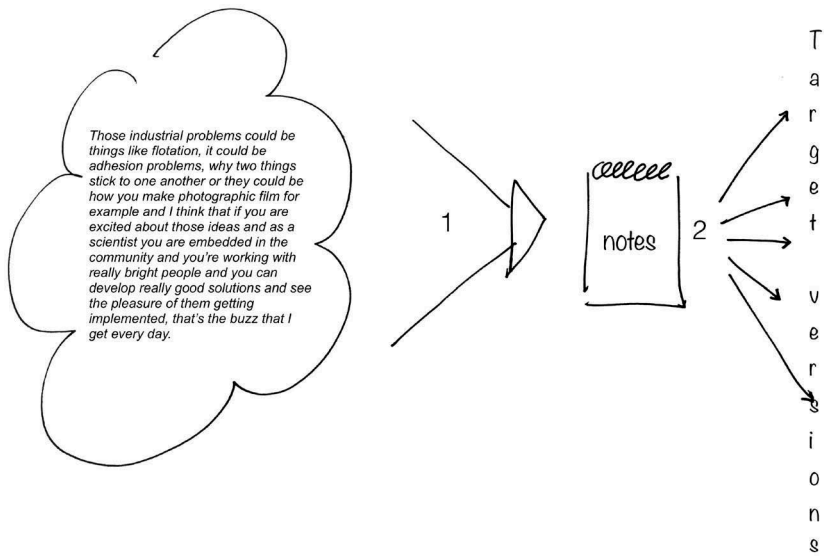 Those industrial problems could be
things like flotation, it could be
adhesion problems, why two things
stick to one another or they could be
how you make photographic film for
example and I think that if you are
excited about those ideas and as a
scientist you are embedded in the
community and you're working with
really bright people and you can
develop really good solutions and see
the pleasure of them getting
implemented, that's the buzz that I
get every day.
1
notes
2
Target versions